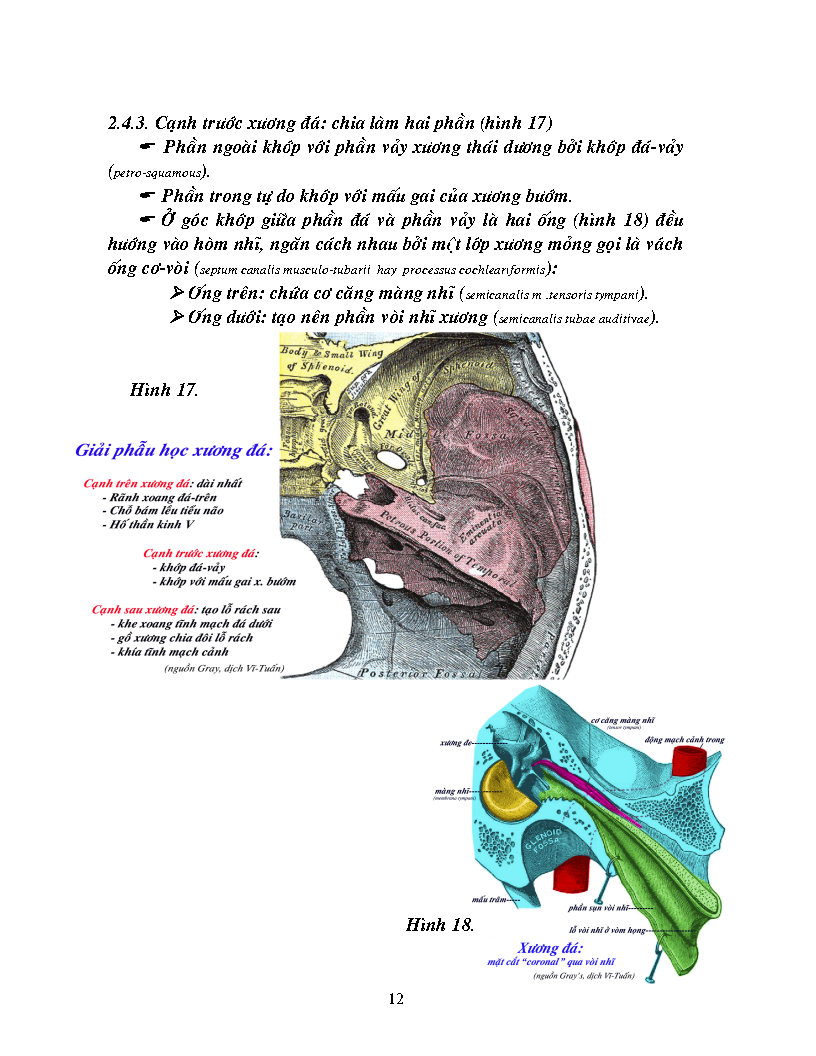 2.4.3. Cạnh trước xương đá: chia làm hai phần (hình 17)
Phần ngoài khớp với phần vảy xương thái dương bởi khớp đá-vảy
(petro-squamous).
Phần trong tự do khớp với mấu gai của xương bướm.
Ở góc khớp giữa phần đá và phần vảy là hai ống (hình 18) đều
hướng vào hòm nhĩ, ngăn cách nhau bởi một lớp xương mỏng gọi là vách
ống cơ-vòi (septum canalis musculo-tubarii hay processus cochleariformis):
Ống trên: chứa cơ căng màng nhĩ (semicanalis m .tensoris tympani).
Ống dưới: tạo nên phần vòi nhĩ xương (semicanalis tubae auditivae).
Body & Small Wing
of Sphenoid.
Great Wing of Sphenoid
Middle Fossa
Hình 17.
Giải phẫu học xương đá:
Cạnh trên xương đá: dài nhất
- Rãnh xoang đá-trên
- Chỗ bám lều tiểu não
- Hố thần kinh V
Eminentia
arcuata
Petrous Portion of Temporal
Cạnh trước xương đá:
- khớp đá-vảy
- khớp với mấu gai x. bướm
Cạnh sau xương đá: tạo lỗ rách sau
- khe xoang tĩnh mạch đá dưới
- gồ xương chia đôi lỗ rách
- khía tĩnh mạch cảnh
(nguồn Gray, dịch Vĩ-Tuấn)
Posterior Fossa
cơ căng màng nhĩ
(tensor tympani)
xương đe
động mạch cảnh trong
màng nhĩ
(membrana tympani)
GLENOID
FOSSA
mấu trâm
phần sụn vòi nhĩ
Hình 18.
lỗ vòi nhĩ ở vòm họng
Xương đá:
mặt cắt “coronal” qua vòi nhĩ
(nguồn Gray's, dịch Vĩ-Tuấn)
12